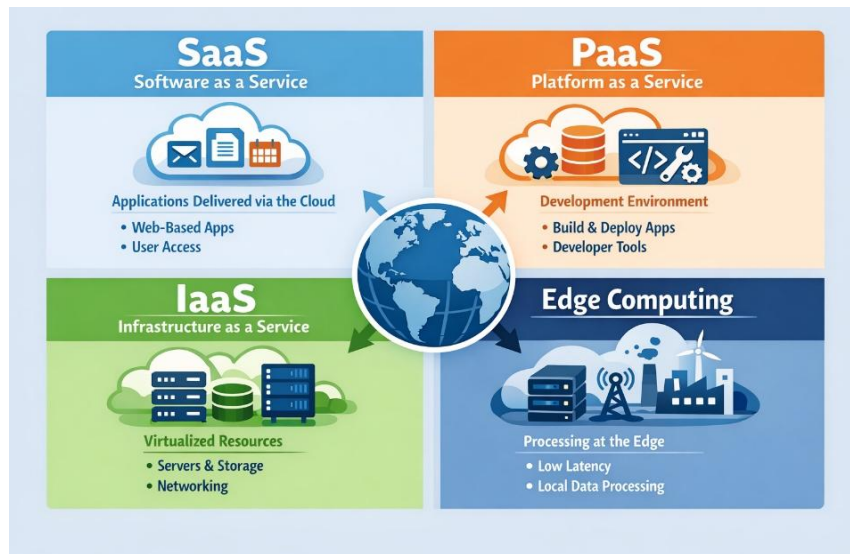 SaaS
Software as a Service
Applications Delivered via the Cloud
• Web-Based Apps
• User Access
PaaS
Platform as a Service
</>
Development Environment
• Build & Deploy Apps
• Developer Tools
IaaS
Infrastructure as a Service
Virtualized Resources
• Servers & Storage
• Networking
Edge Computing
Processing at the Edge
• Low Latency
• Local Data Processing